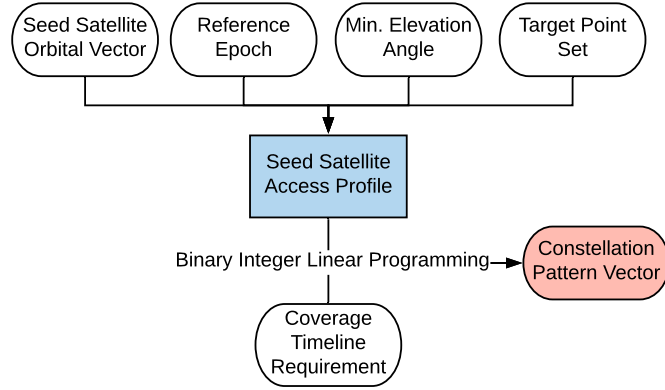 Seed Satellite
Orbital Vector
Reference
Epoch
Min. Elevation
Angle
Target Point
Set
Seed Satellite
Access Profile
Binary Integer Linear Programming
Constellation
Pattern Vector
Coverage
Timeline
Requirement